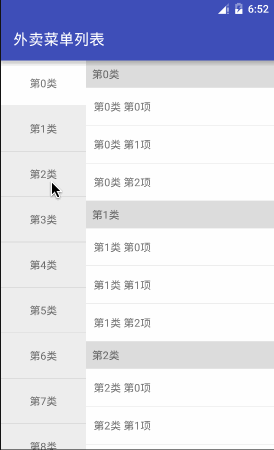 6:52
外卖菜单列表
第0类
第1类
第2类
第3类
第4类
第5类
第6类
第7类
第8类
第0类
第0类 第0项
第0类 第1项
第0类 第2项
第1类
第1类 第0项
第1类 第1项
第1类 第2项
第2类
第2类 第0项
第2类 第1项